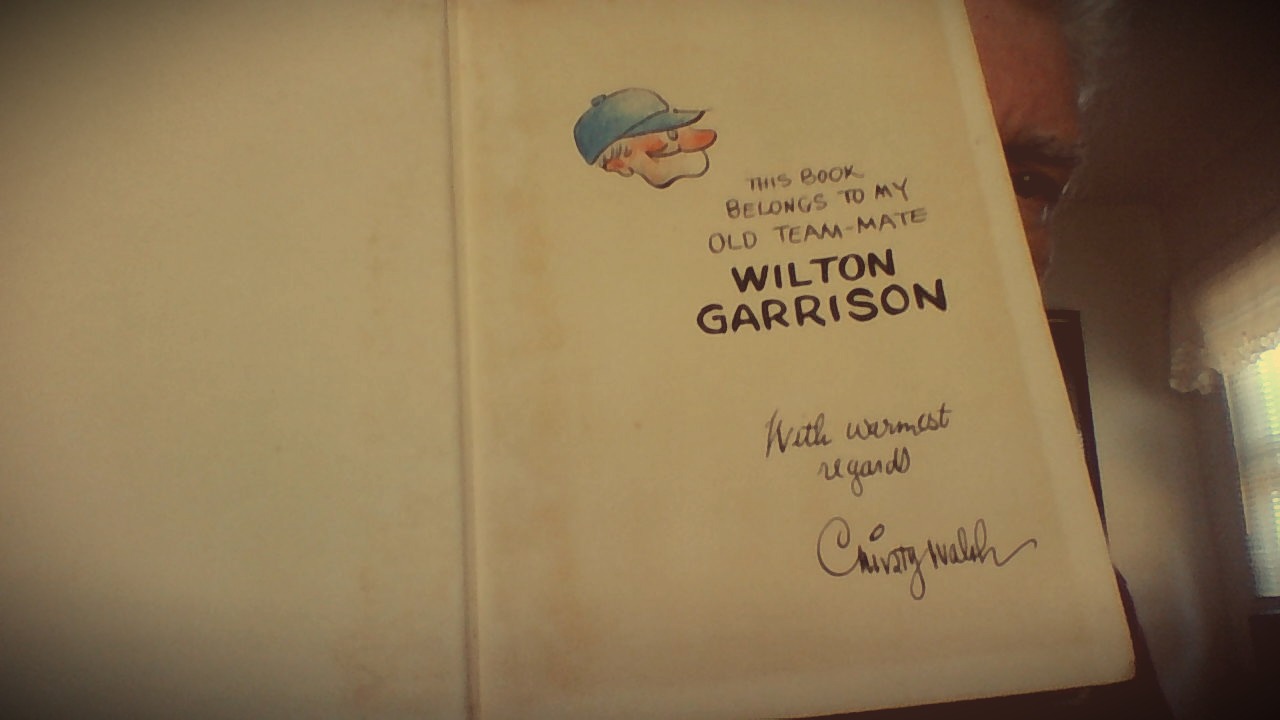 THIS BOOK
BELONGS TO MY
OLD TEAM-MATE
WILTON
GARRISON
With warmest
regards
Christy Walsh